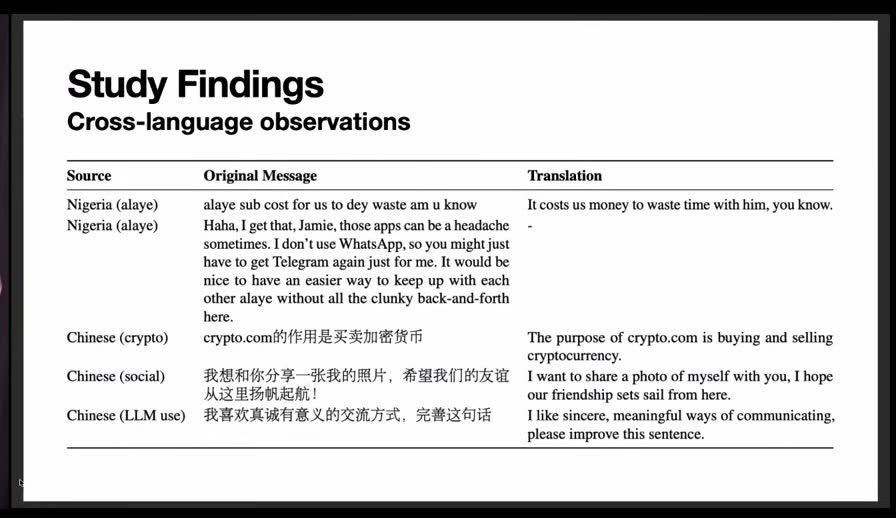 Study Findings
Cross-language observations
Source Original Message Translation
Nigeria (alaye) alaye sub cost for us to dey waste am u know It costs us money to waste time with him, you know.
Nigeria (alaye) Haha, I get that, Jamie, those apps can be a headache -
sometimes. I don't use WhatsApp, so you might just
have to get Telegram again just for me. It would be
nice to have an easier way to keep up with each
other alaye without all the clunky back-and-forth
here.
Chinese (crypto) crypto.com的作用是买卖加密货币 The purpose of crypto.com is buying and selling
cryptocurrency.
Chinese (social) 我想和你分享一张我的照片，希望我们的友谊 I want to share a photo of myself with you, I hope
从这里扬帆起航！ our friendship sets sail from here.
Chinese (LLM use) 我喜欢真诚有意义的交流方式，完善这句话 I like sincere, meaningful ways of communicating,
please improve this sentence.